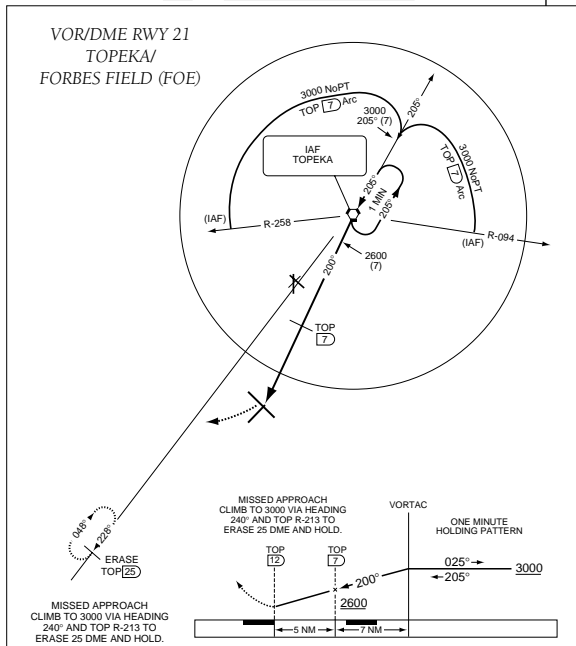 VOR/DME RWY 21
TOPEKA/
FORBES FIELD (FOE)
3000 NoPT
TOP 7 Arc
3000
205° (7)
205°
IAF
TOPEKA
3000 NoPT
TOP 7 Arc
205°
1 MIN
205°
(IAF)
R-258
(IAF)
R-094
2600
(7)
200°
TOP
7
048°
228°
ERASE
TOP 25
MISSED APPROACH
CLIMB TO 3000 VIA HEADING
240° AND TOP R-213 TO
ERASE 25 DME AND HOLD.
MISSED APPROACH
CLIMB TO 3000 VIA HEADING
240° AND TOP R-213 TO
ERASE 25 DME AND HOLD.
VORTAC
ONE MINUTE
HOLDING PATTERN
TOP
12
TOP
7
200°
025°
205°
3000
2600
5 NM
7 NM